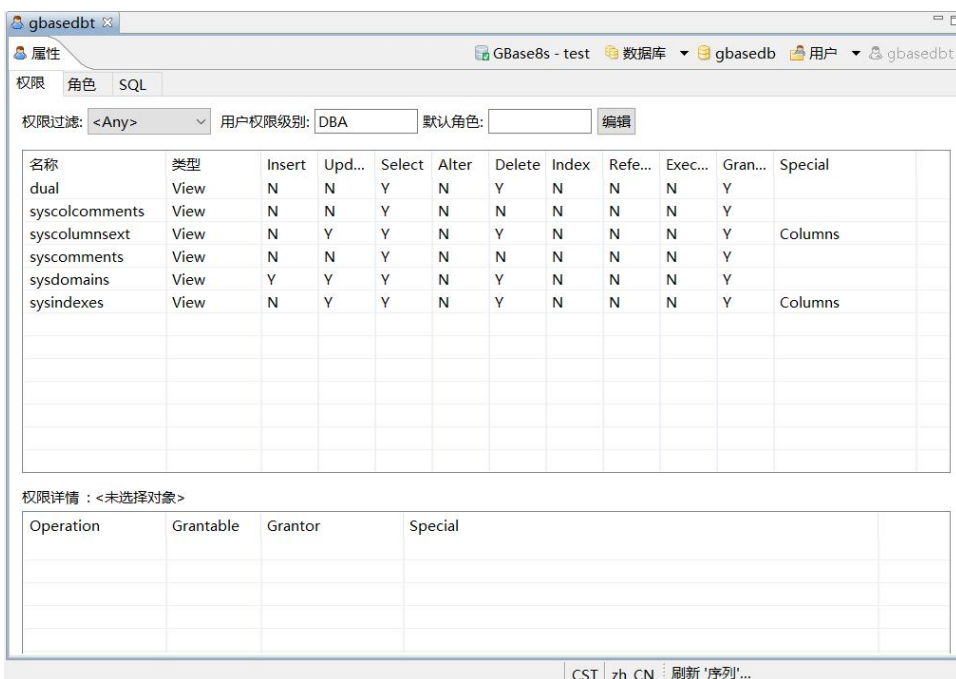 gbasedbt
属性 GBase8s - test 数据库 gbasedb 用户 gbasedbt
权限 角色 SQL
权限过滤: <Any> 用户权限级别: DBA 默认角色: 编辑
名称 类型 Insert Upd... Select Alter Delete Index Refe... Exec... Gran... Special
dual View N N Y N Y N N N Y
syscolcomments View N N Y N N N N N Y
syscolumnsext View N Y Y N Y N N N Y Columns
syscomments View N N Y N N N N N Y
sysdomains View Y Y Y N Y N N N Y
sysindexes View N Y Y N Y N N N Y Columns
权限详情 : <未选择对象>
Operation Grantable Grantor Special
CST zh_CN 刷新 '序列'...